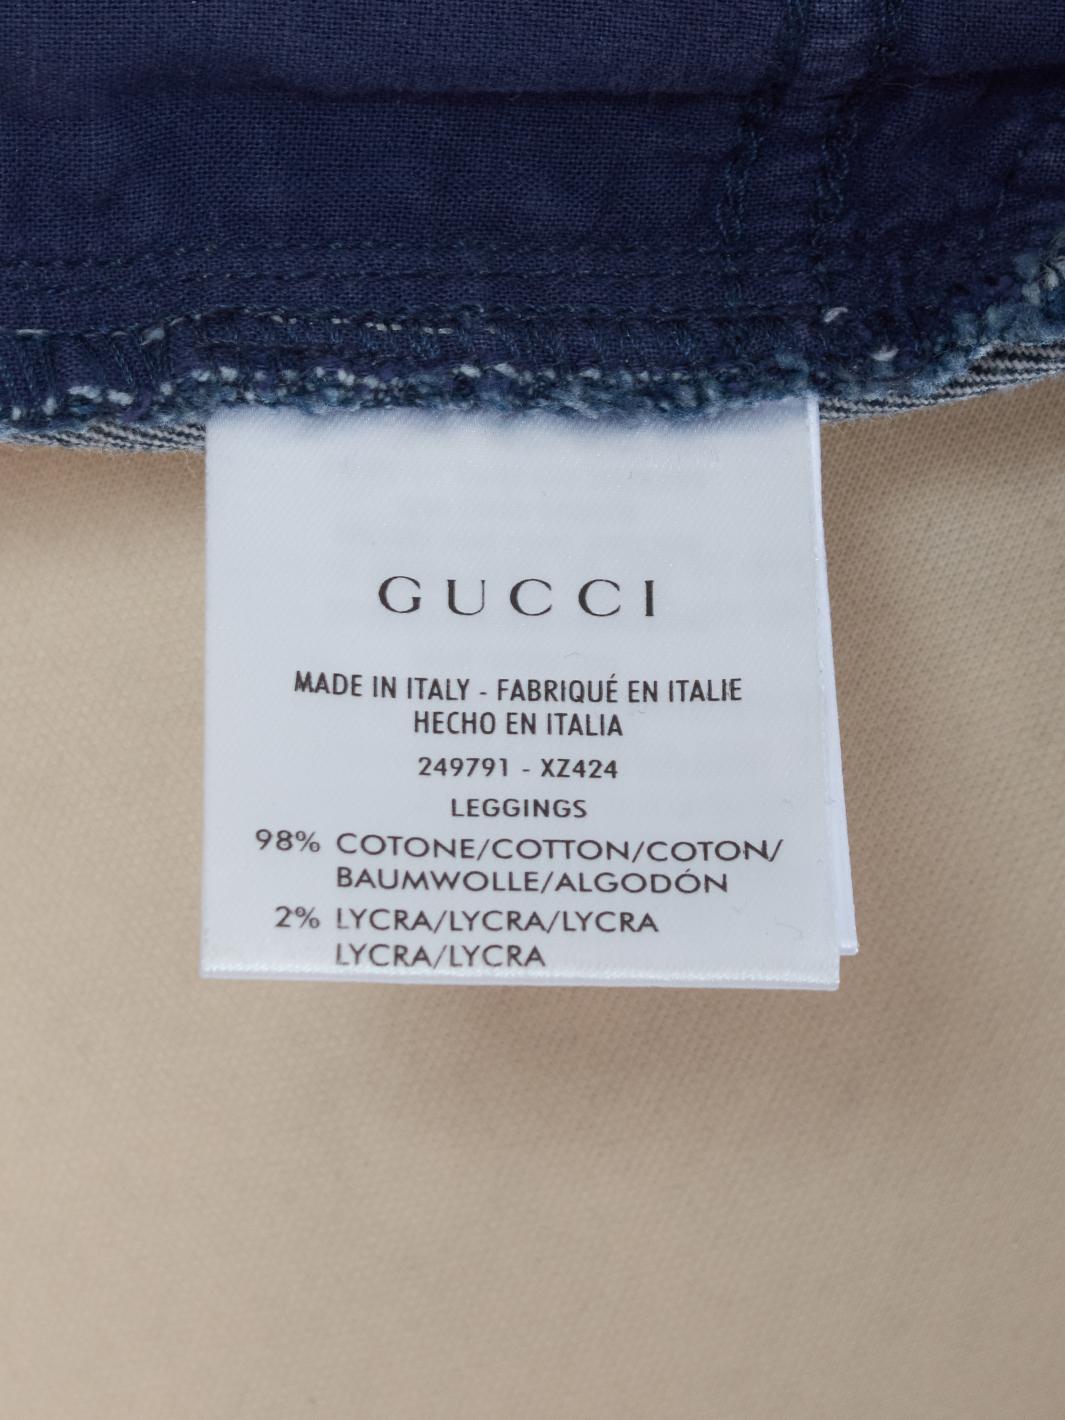 GUCCI
MADE IN ITALY - FABRIQUÉ EN ITALIE
HECHO EN ITALIA
249791 - XZ424
LEGGINGS
98% COTONE/COTTON/COTON/
BAUMWOLLE/ALGODÓN
2% LYCRA/LYCRA/LYCRA
LYCRA/LYCRA